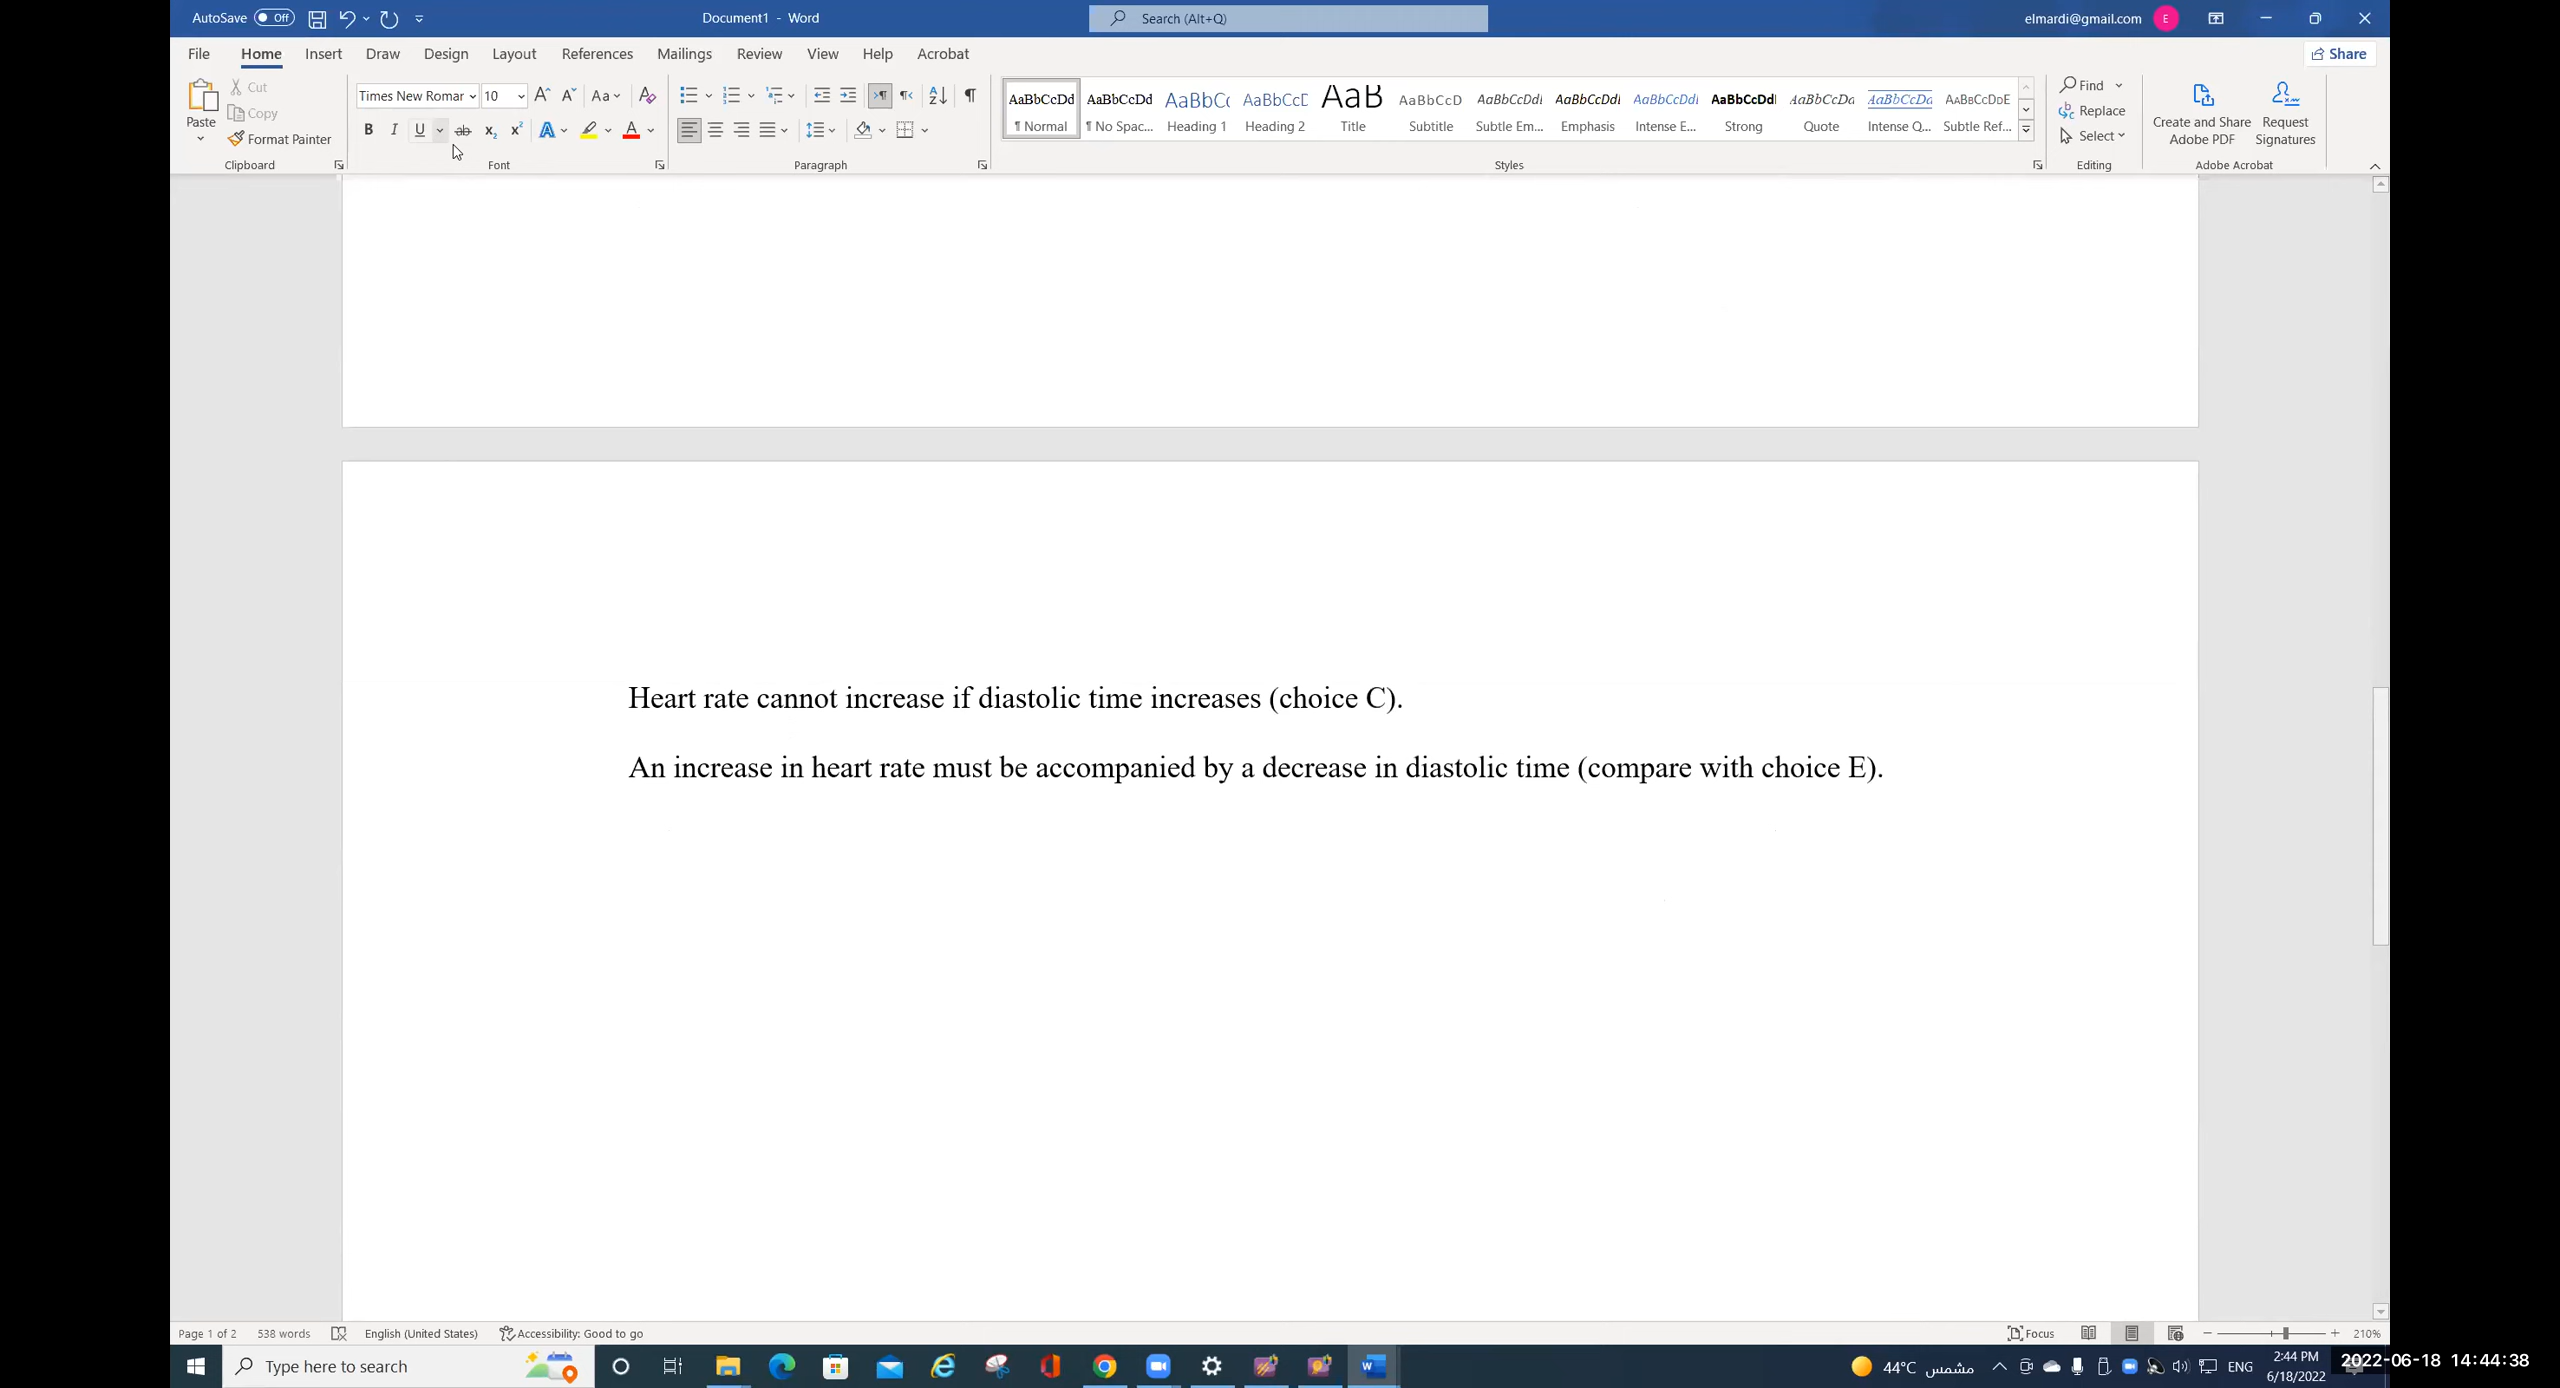 AutoSave Off Document1 - Word Search (Alt+Q) elmardi@gmail.com E
File Home Insert Draw Design Layout References Mailings Review View Help Acrobat Share
Paste Cut Copy Format Painter Clipboard
Times New Romar 10 Aa
B I U ab x₂ x² A A
Font
Paragraph
AaBbCcDd AaBbCcDd AaBbCc AaBbCcD AaB AaBbCcD AaBbCcDd AaBbCcDd AaBbCcDd AaBbCcDd AaBbCcDd AaBbCcDd AaBbCcDdE
¶ Normal ¶ No Spac... Heading 1 Heading 2 Title Subtitle Subtle Em... Emphasis Intense E... Strong Quote Intense Q... Subtle Ref...
Styles
Find Replace Select Editing
Create and Share Adobe PDF Request Signatures
Adobe Acrobat
Heart rate cannot increase if diastolic time increases (choice C).
An increase in heart rate must be accompanied by a decrease in diastolic time (compare with choice E).
Page 1 of 2 538 words English (United States) Accessibility: Good to go Focus 210%
Type here to search 44°C مشمس ENG 2:44 PM 6/18/2022
2022-06-18 14:44:38